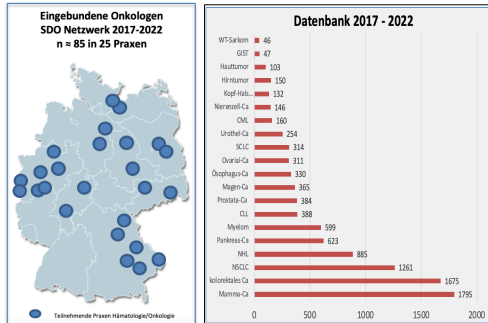 Eingebundene Onkologen
SDO Netzwerk 2017-2022
n ≈ 85 in 25 Praxen
Teilnehmende Praxen Hämatologie/Onkologie
Datenbank 2017 - 2022
WT-Sarkom 46
GIST 47
Hauttumor 103
Hirntumor 150
Kopf-Hals... 132
Nierenzell-Ca 146
CML 160
Urothel-Ca 254
SCLC 314
Ovarial-Ca 311
Ösophagus-Ca 330
Magen-Ca 365
Prostata-Ca 384
CLL 388
Myelom 599
Pankreas-Ca 623
NHL 885
NSCLC 1261
kolorektales Ca 1675
Mamma-Ca 1795
0 500 1000 1500 2000